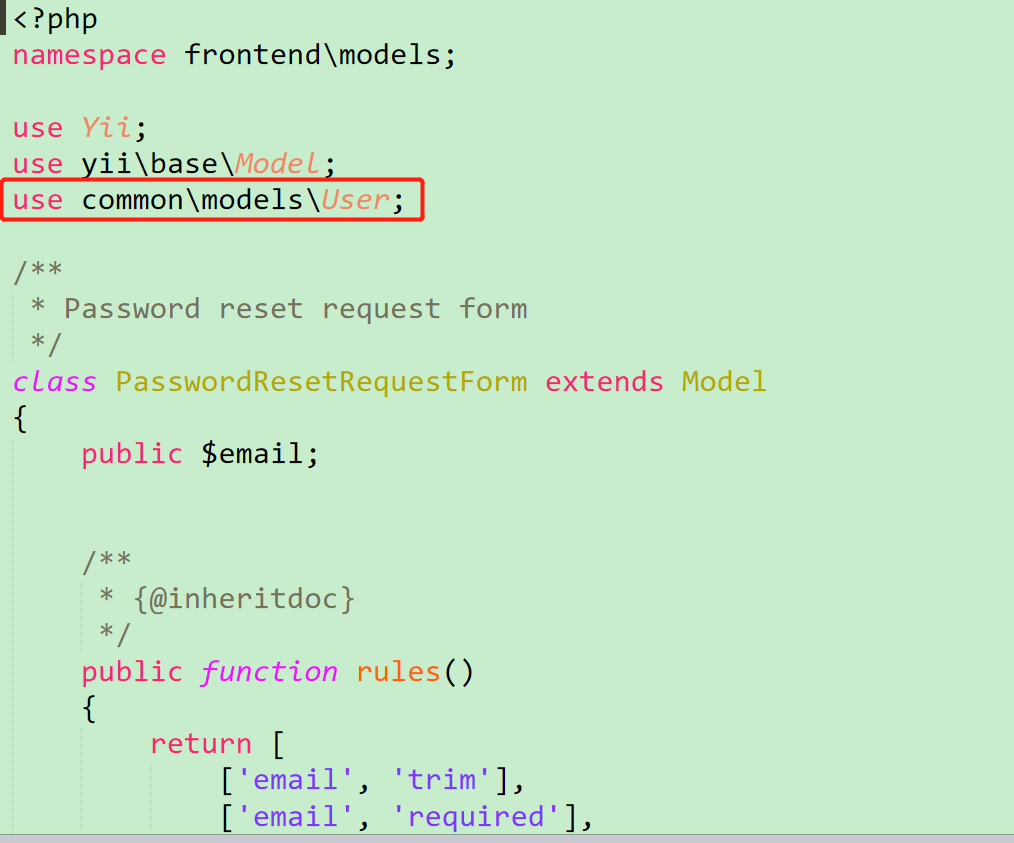 <?php
namespace frontend\models;
use Yii;
use yii\base\Model;
use common\models\User;
/**
 * Password reset request form
 */
class PasswordResetRequestForm extends Model
{
    public $email;
    /**
     * {@inheritdoc}
     */
    public function rules()
    {
        return [
            ['email', 'trim'],
            ['email', 'required'],